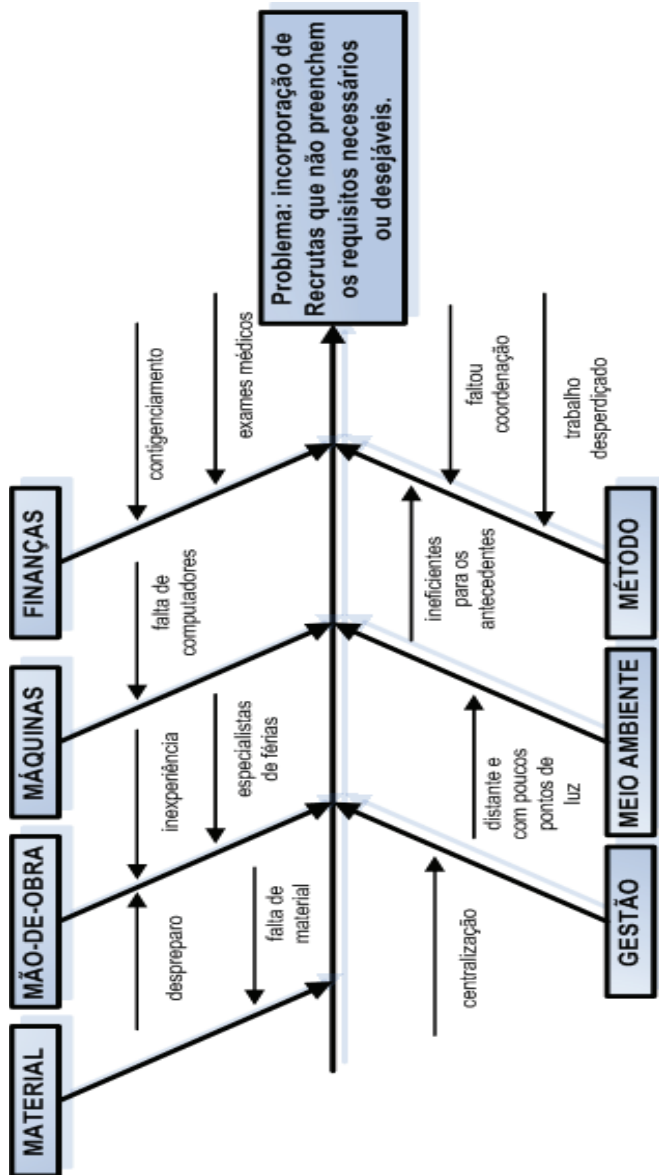 MATERIAL
MÃO-DE-OBRA
MÁQUINAS
FINANÇAS
despreparo
inexperiência
falta de
computadores
contigenciamento
falta de
material
especialistas
de férias
exames médicos
Problema: incorporação de
Recrutas que não preenchem
os requisitos necessários
ou desejáveis.
centralização
distante e
com poucos
pontos de
luz
ineficientes
para os
antecedentes
faltou
coordenação
trabalho
desperdiçado
GESTÃO
MEIO AMBIENTE
MÉTODO